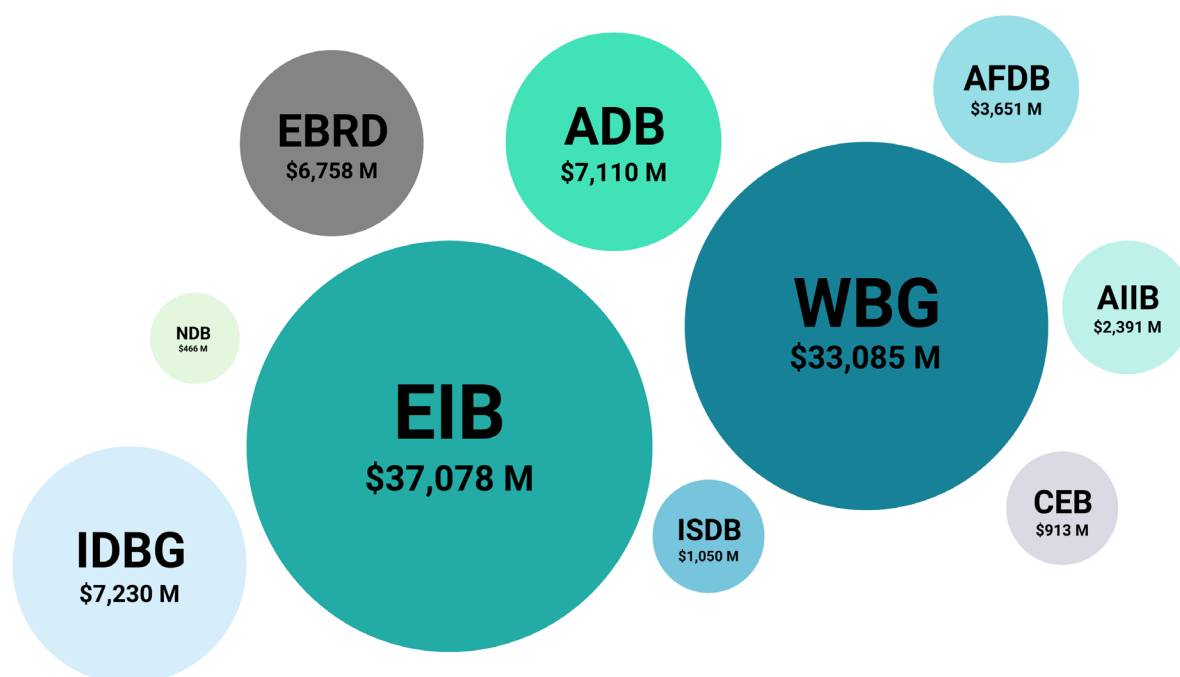 AFDB
$3,651 M
EBRD
$6,758 M
ADB
$7,110 M
WBG
$33,085 M
AIIB
$2,391 M
NDB
$466 M
EIB
$37,078 M
CEB
$913 M
ISDB
$1,050 M
IDBG
$7,230 M